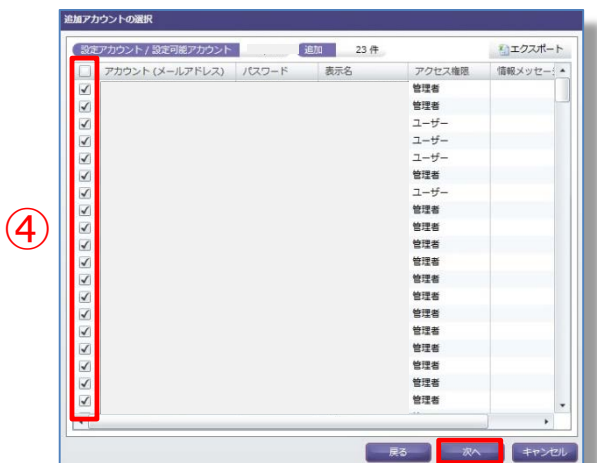 追加アカウントの選択
設定アカウント / 設定可能アカウント 追加 23 件 エクスポート
アカウント (メールアドレス) パスワード 表示名 アクセス権限 情報メッセー
管理者
管理者
ユーザー
ユーザー
ユーザー
管理者
ユーザー
管理者
④ 管理者
管理者
管理者
管理者
管理者
管理者
管理者
管理者
管理者
管理者
管理者
戻る 次へ キャンセル